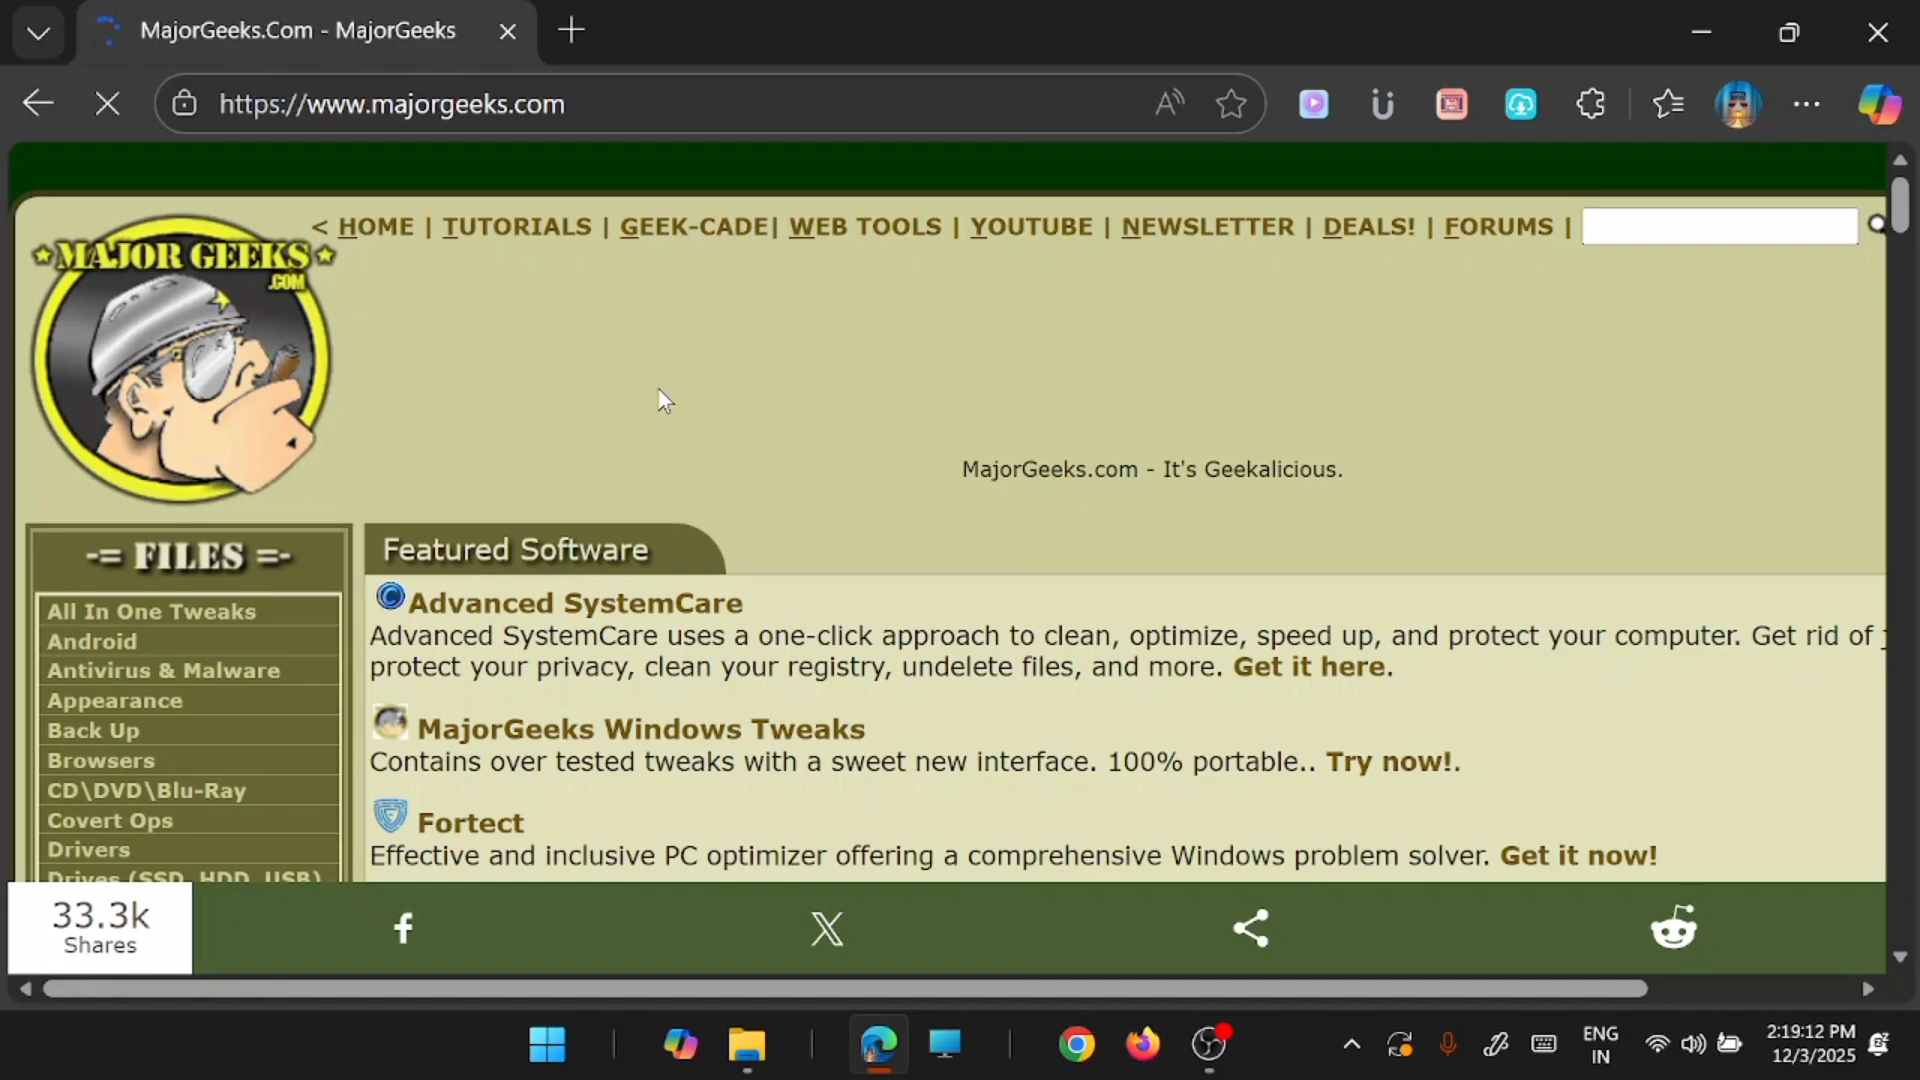 MajorGeeks.Com - MajorGeeks
https://www.majorgeeks.com
< HOME | TUTORIALS | GEEK-CADE| WEB TOOLS | YOUTUBE | NEWSLETTER | DEALS! | FORUMS |
MAJOR GEEKS
.COM
MajorGeeks.com - It's Geekalicious.
-= FILES =-
All In One Tweaks
Android
Antivirus & Malware
Appearance
Back Up
Browsers
CD\DVD\Blu-Ray
Covert Ops
Drivers
Drives (SSD, HDD, USB)
Featured Software
Advanced SystemCare
Advanced SystemCare uses a one-click approach to clean, optimize, speed up, and protect your computer. Get rid of
protect your privacy, clean your registry, undelete files, and more. Get it here.
MajorGeeks Windows Tweaks
Contains over tested tweaks with a sweet new interface. 100% portable.. Try now!.
Fortect
Effective and inclusive PC optimizer offering a comprehensive Windows problem solver. Get it now!
33.3k
Shares
ENG
IN
2:19:12 PM
12/3/2025